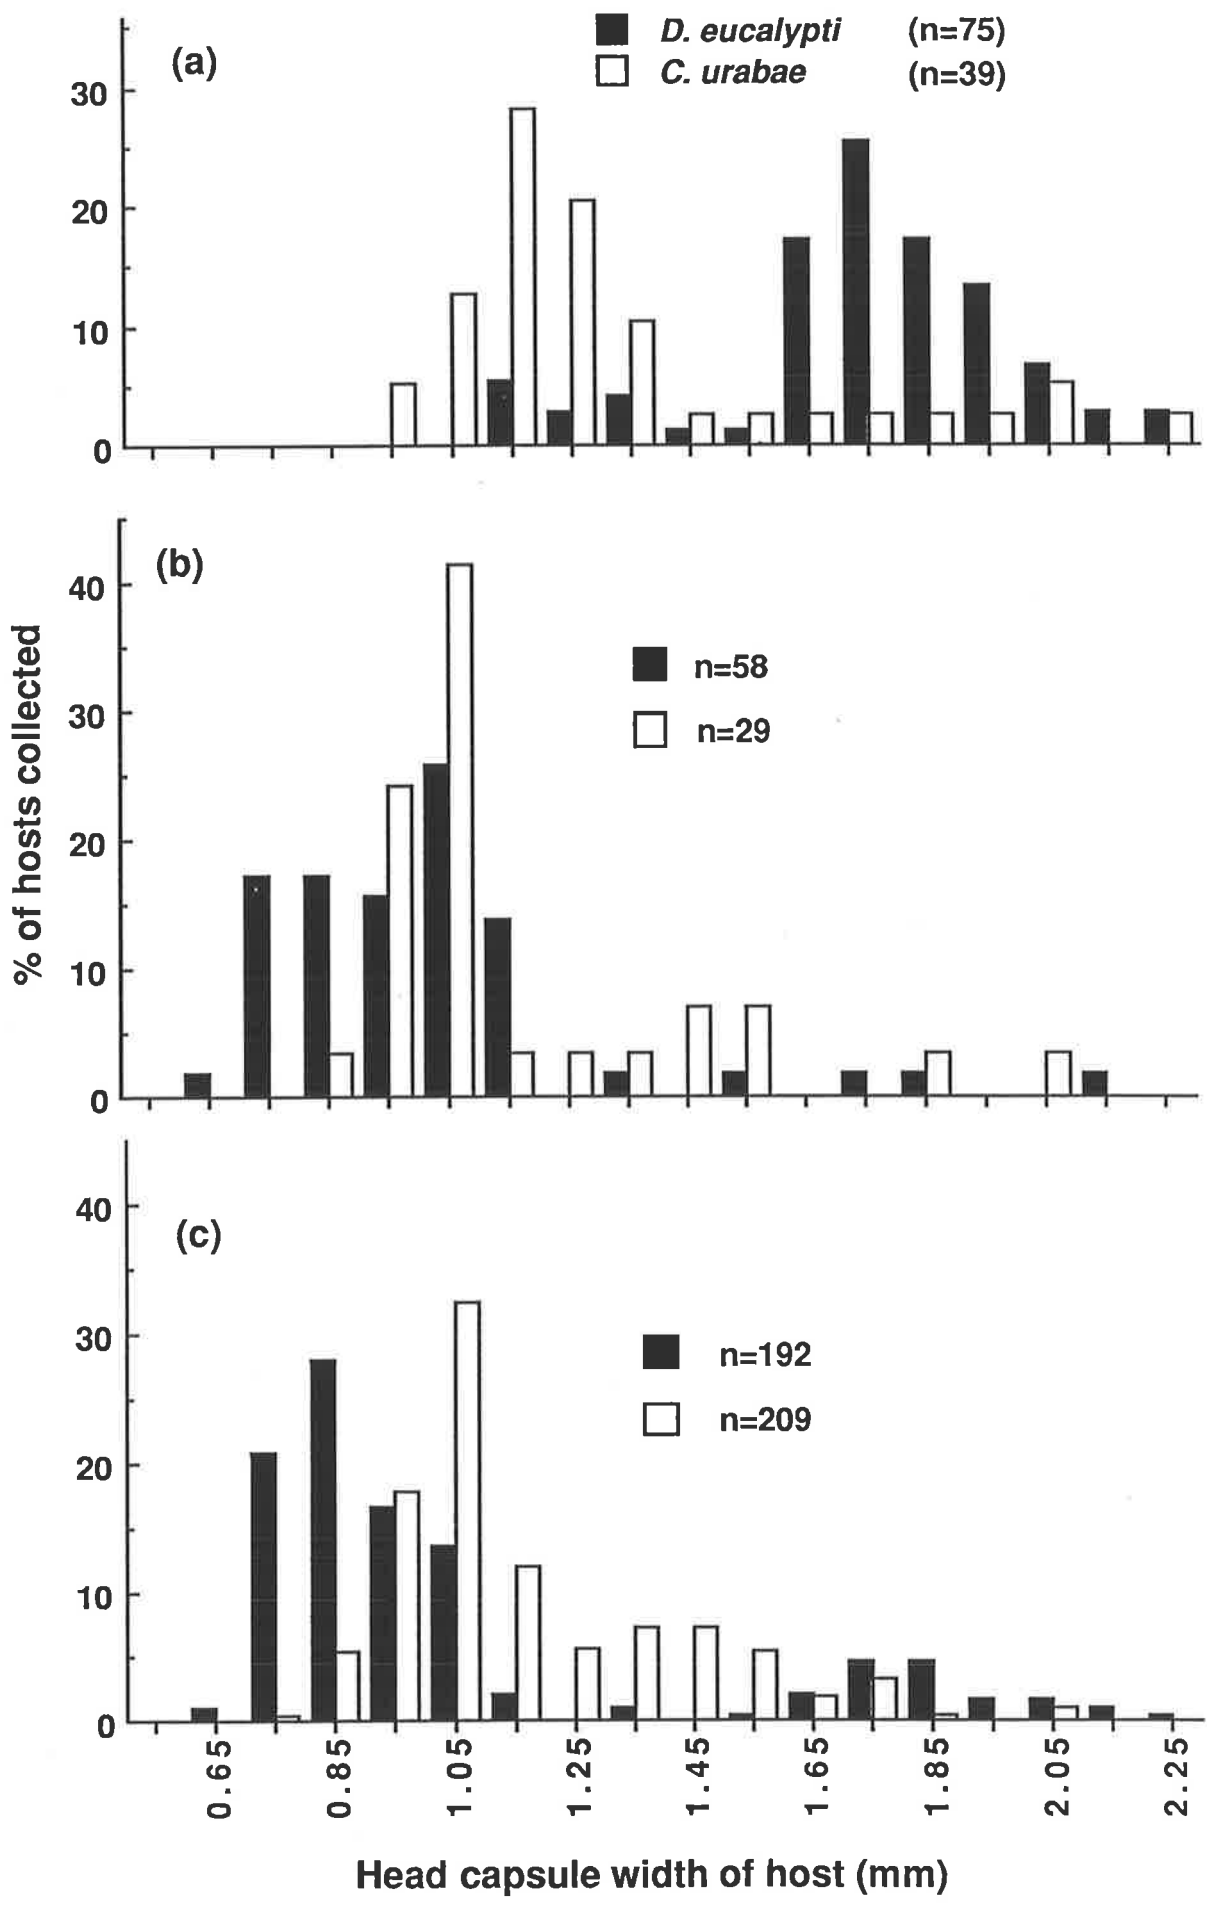 (a)
D. eucalypti (n=75)
C. urabae (n=39)
30
20
10
0
(b)
n=58
n=29
40
30
20
10
0
% of hosts collected
(c)
n=192
n=209
40
30
20
10
0
0.65 0.85 1.05 1.25 1.45 1.65 1.85 2.05 2.25
Head capsule width of host (mm)